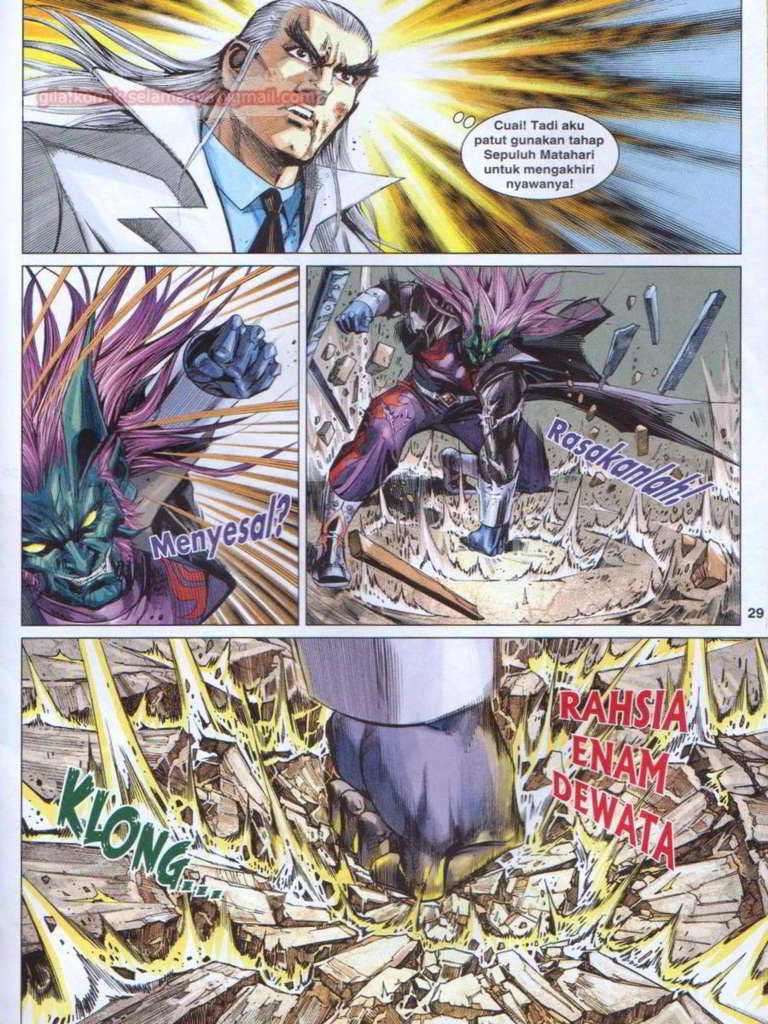 Cuai! Tadi aku
patut gunakan tahap
Sepuluh Matahari
untuk mengakhiri
nyawanya!
Menyesal?
Rasakanlah!
29
RAHSIA
ENAM
DEWATA
KLONG...